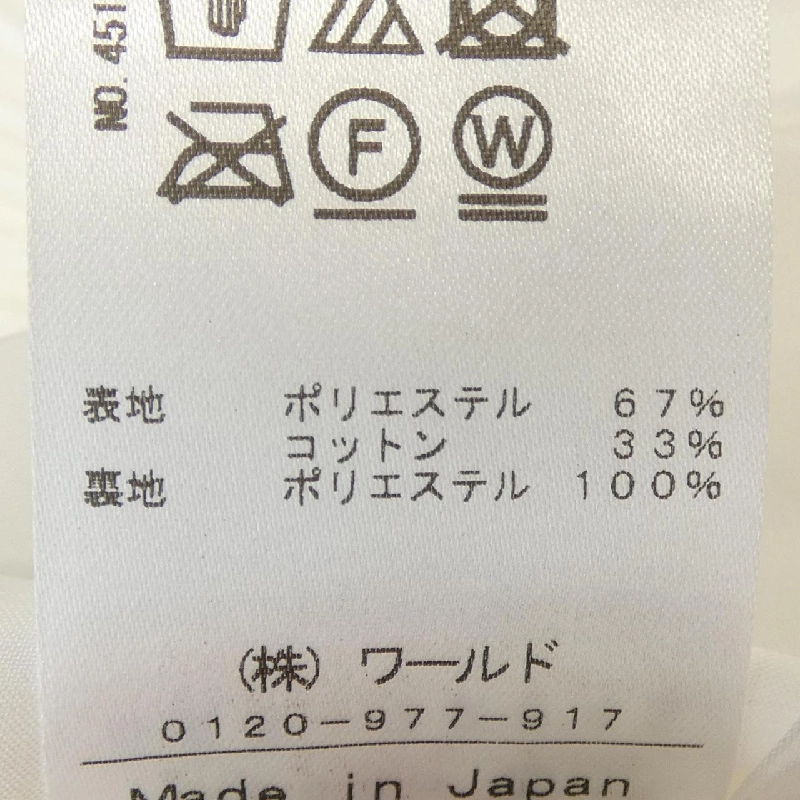 NO. 451
F
W
表地 ポリエステル 67%
コットン 33%
裏地 ポリエステル 100%
(株) ワールド
0120-977-917
Made in Japan